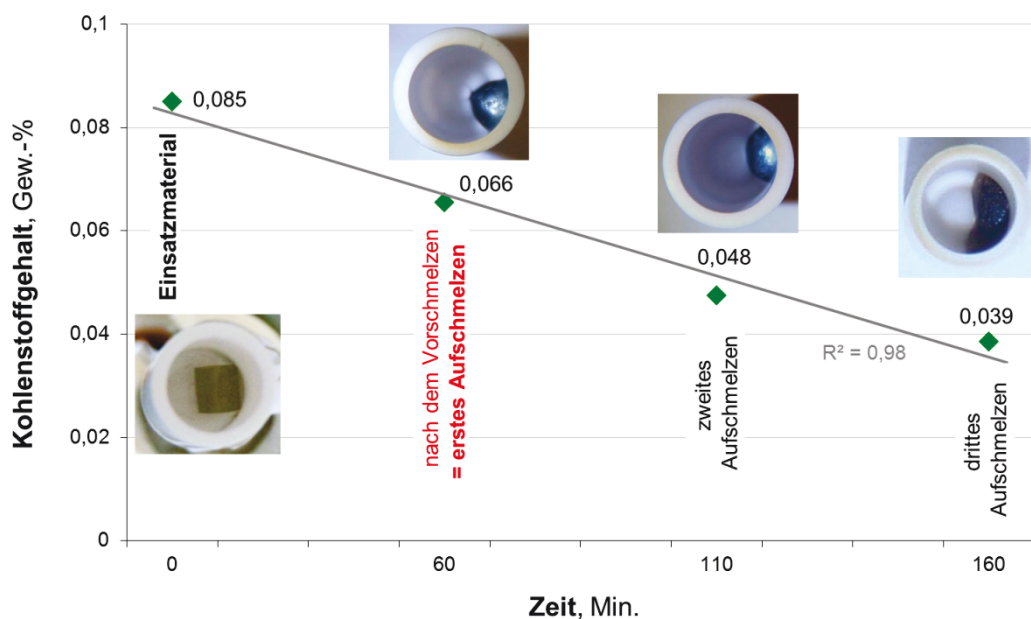 Kohlenstoffgehalt, Gew.-%
0,1
0,08
0,06
0,04
0,02
0
0,085
Einsatzmaterial
0,066
nach dem Vorschmelzen
= erstes Aufschmelzen
0,048
zweites
Aufschmelzen
0,039
R² = 0,98
drittes
Aufschmelzen
0
60
110
160
Zeit, Min.